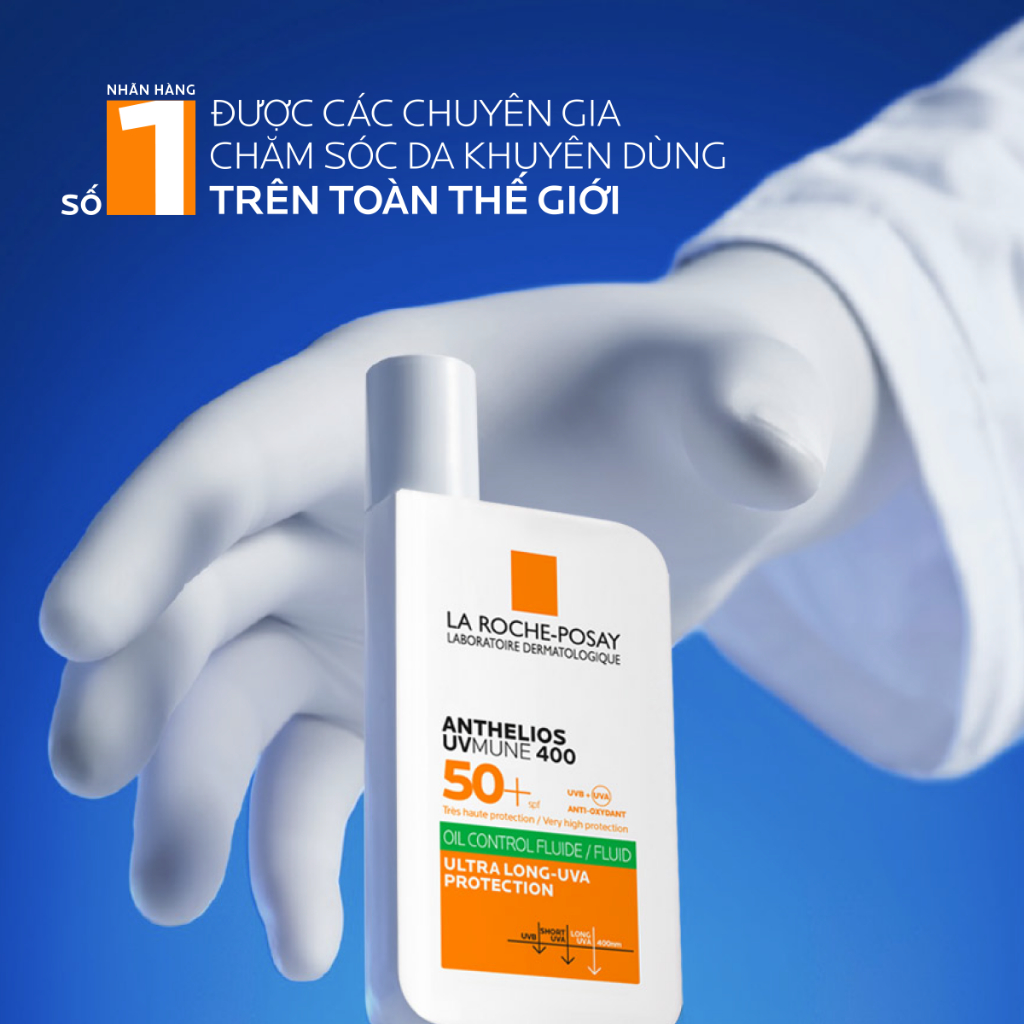 NHÃN HÀNG
SỐ 1
ĐƯỢC CÁC CHUYÊN GIA
CHĂM SÓC DA KHUYÊN DÙNG
TRÊN TOÀN THẾ GIỚI
LA ROCHE-POSAY
LABORATOIRE DERMATOLOGIQUE
ANTHELIOS
UVMUNE 400
50+ spf
UVB + UVA
ANTI-OXYDANT
Très haute protection / Very high protection
OIL CONTROL FLUIDE / FLUID
ULTRA LONG-UVA
PROTECTION
UVB SHORT UVA LONG UVA 400nm